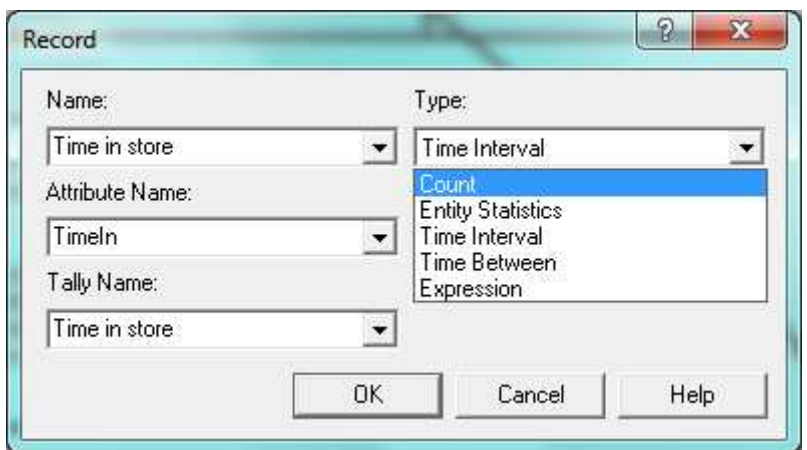 Record
Name:
Type:
Time in store
Time Interval
Attribute Name:
Count
Entity Statistics
Time Interval
Time Between
Expression
TimeIn
Tally Name:
Time in store
OK
Cancel
Help